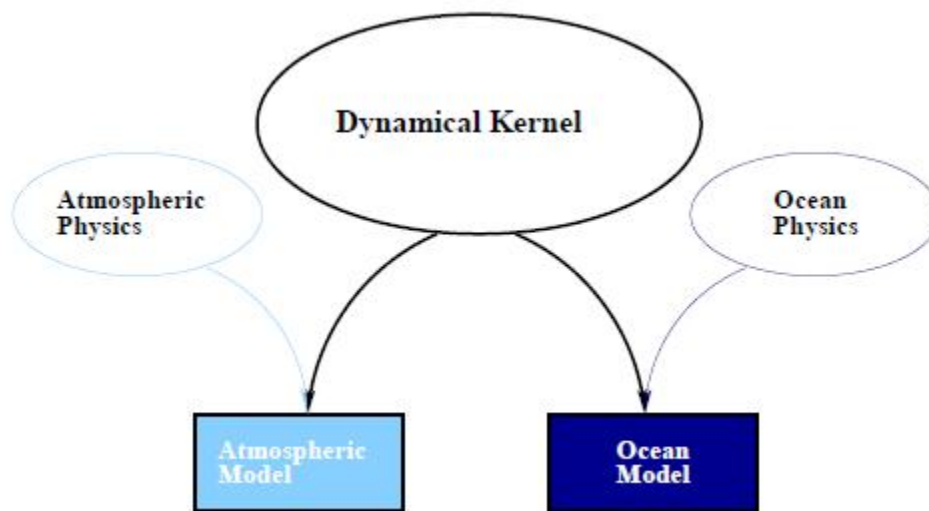 Dynamical Kernel
Atmospheric
Physics
Ocean
Physics
Atmospheric
Model
Ocean
Model